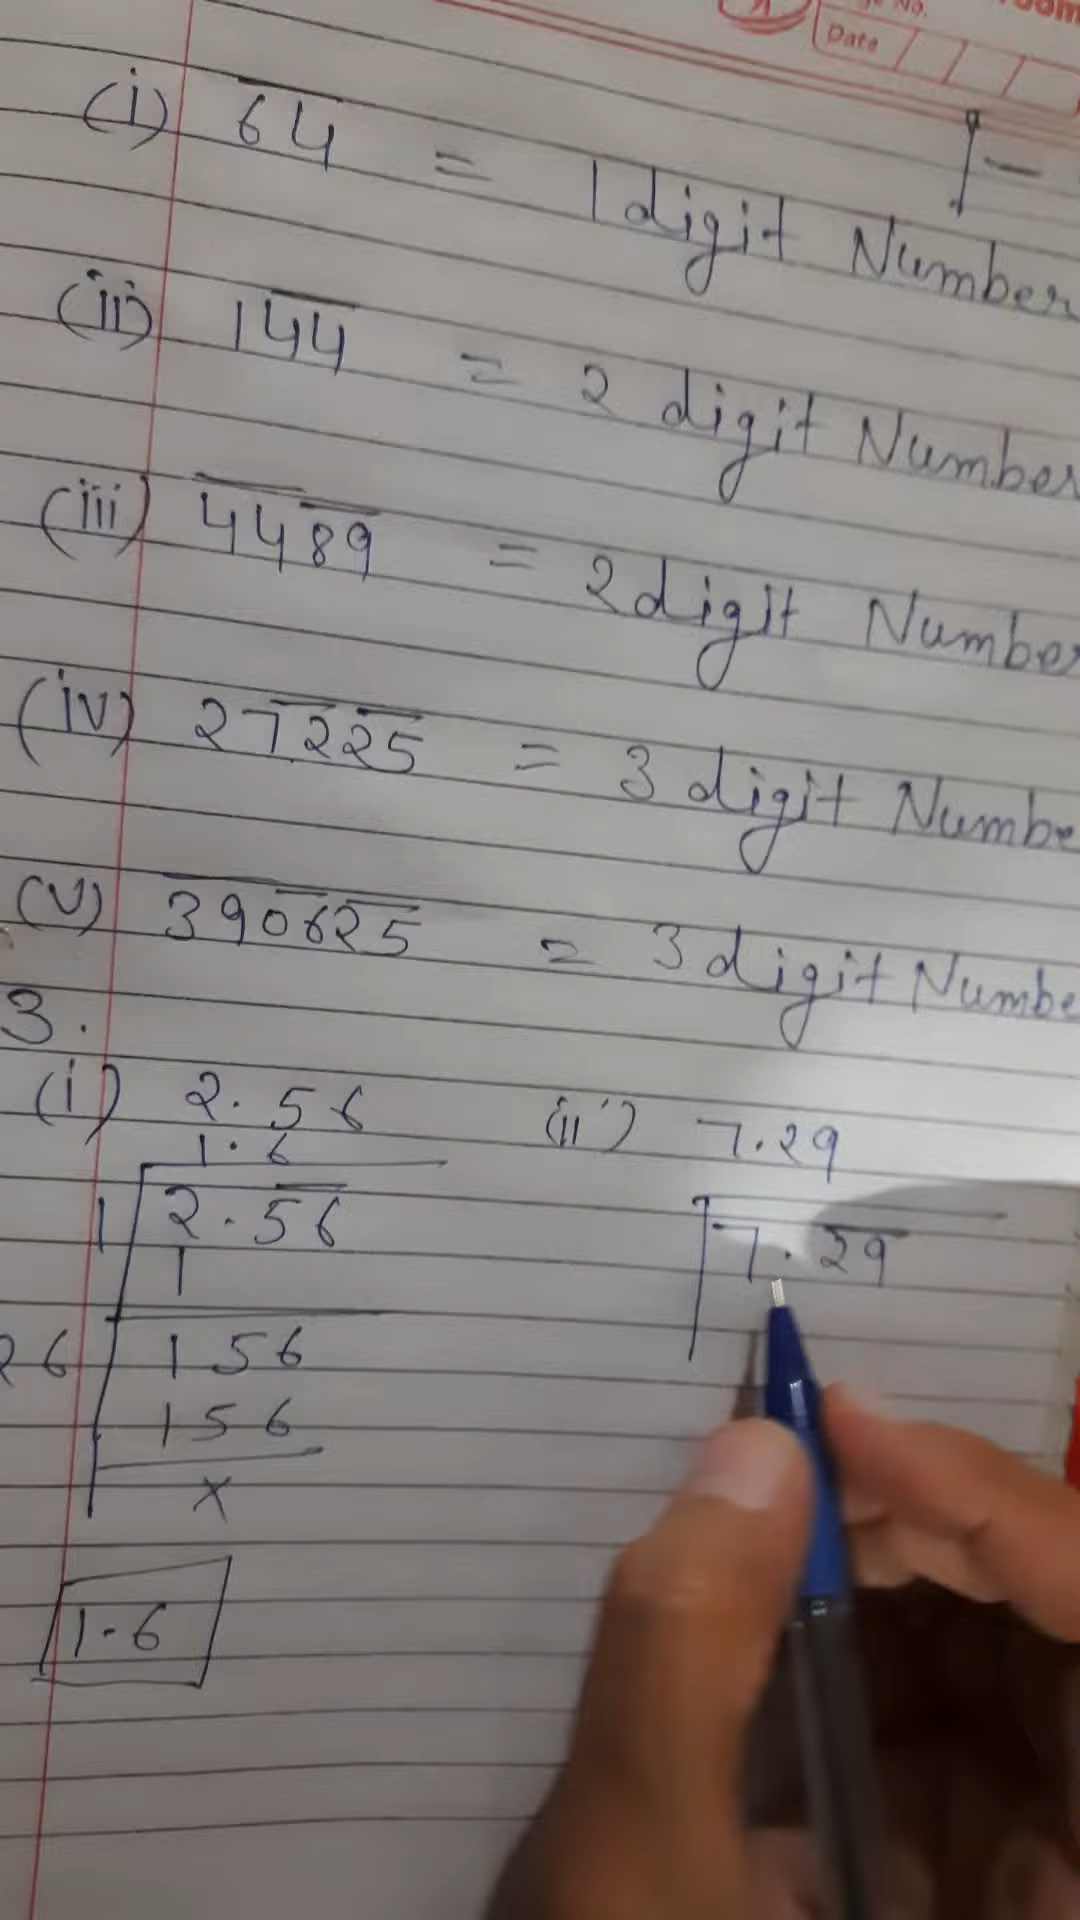 Date
(i) 64 = 1 digit Number
(ii) 144 = 2 digit Number
(iii) 4489 = 2 digit Number
(iv) 27225 = 3 digit Numbe
(v) 390625 = 3 digit Numbe
3.
(i) 2.56 (ii) 7.29
1.6
1 2.56 7.29
1
26 156
156
x
1.6